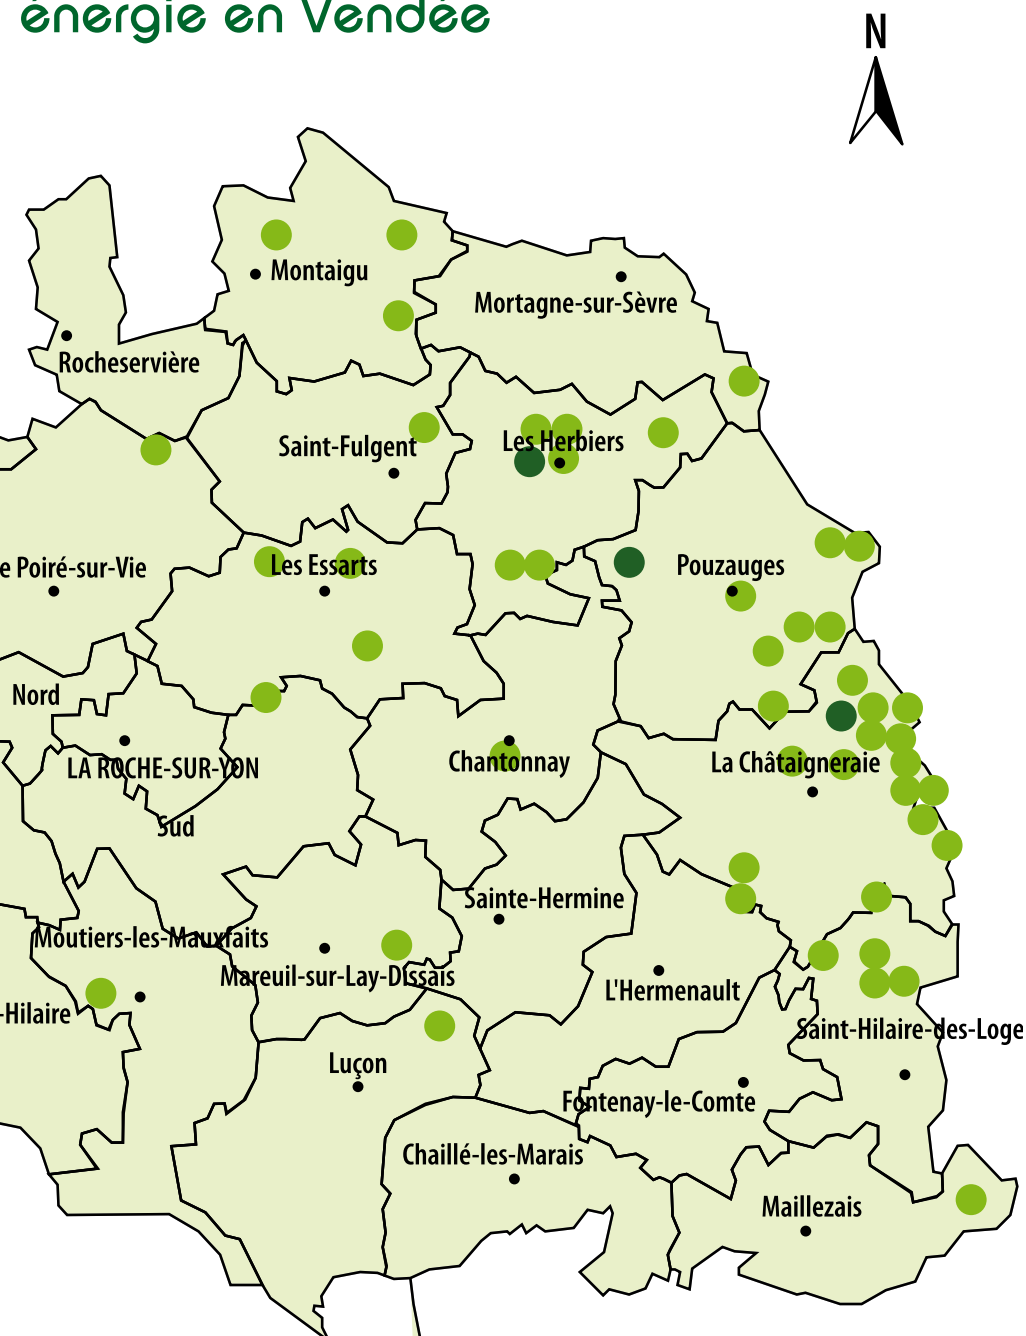 énergie en Vendée
N
Montaigu
Mortagne-sur-Sèvre
Rocheservière
Saint-Fulgent
Les Herbiers
e Poiré-sur-Vie
Les Essarts
Pouzauges
Nord
LA ROCHE-SUR-YON
Chantonnay
La Châtaigneraie
Sud
Sainte-Hermine
Moutiers-les-Mauxfaits
Mareuil-sur-Lay-Dissais
L'Hermenault
-Hilaire
Saint-Hilaire-des-Loge
Luçon
Fontenay-le-Comte
Chaillé-les-Marais
Maillezais